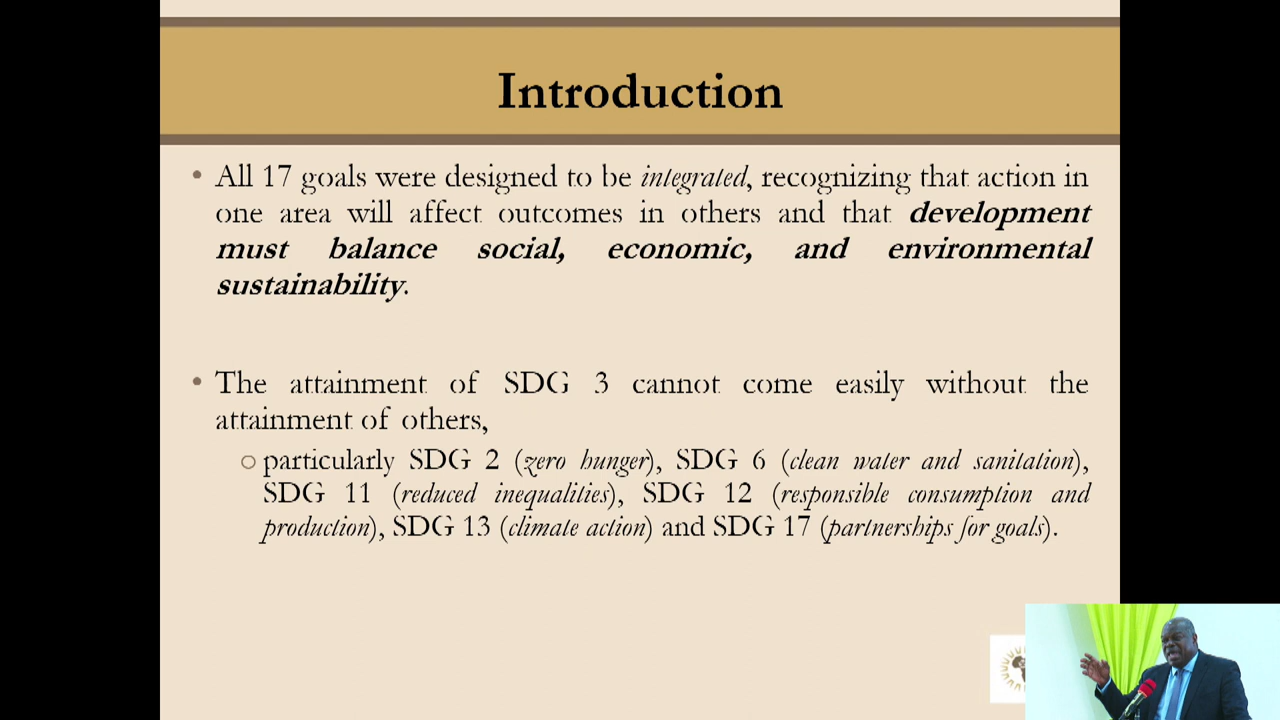 Introduction
• All 17 goals were designed to be integrated, recognizing that action in
one area will affect outcomes in others and that development
must balance social, economic, and environmental
sustainability.
• The attainment of SDG 3 cannot come easily without the
attainment of others,
○ particularly SDG 2 (zero hunger), SDG 6 (clean water and sanitation),
SDG 11 (reduced inequalities), SDG 12 (responsible consumption and
production), SDG 13 (climate action) and SDG 17 (partnerships for goals).